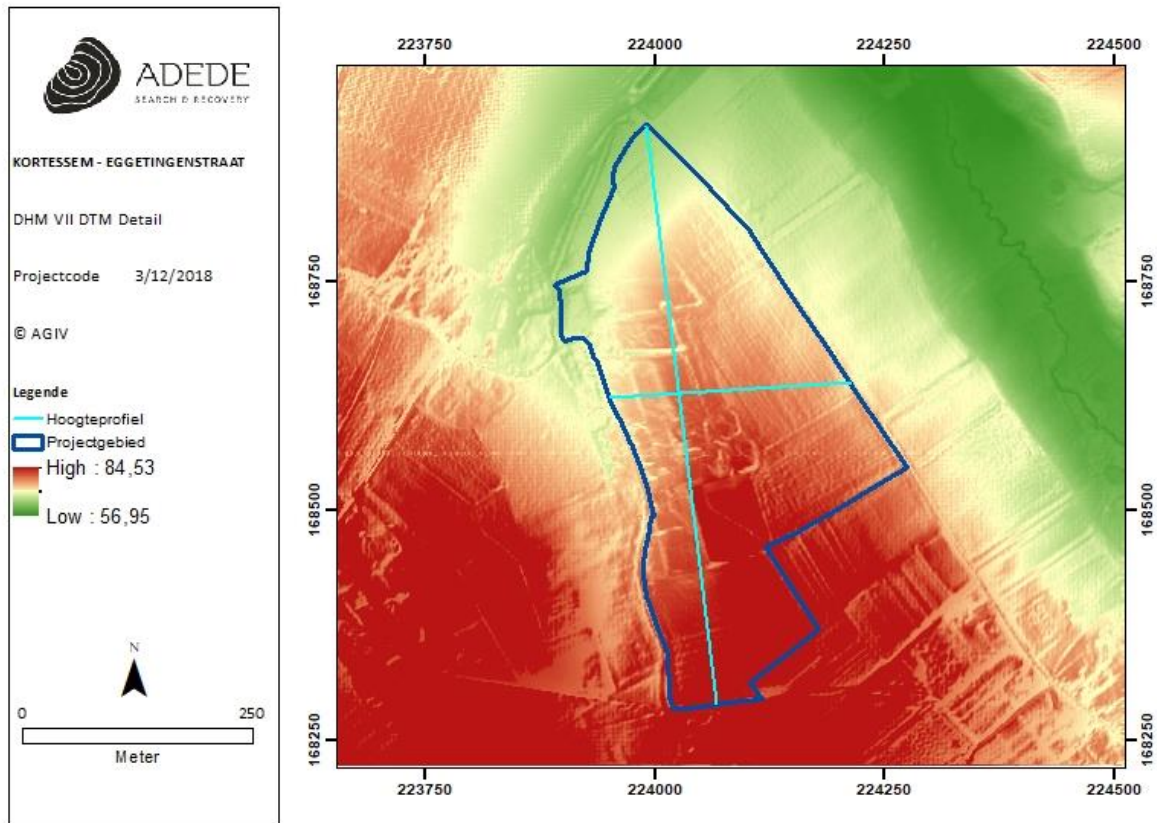 ADEDE
SEARCH & RECOVERY
KORTESSEM - EGGETINGENSTRAAT
DHM VII DTM Detail
Projectcode 3/12/2018
© AGIV
Legende
Hoogteprofiel
Projectgebied
High : 84,53
Low : 56,95
N
0 250
Meter
223750 224000 224250 224500
168750 168750
168500 168500
168250 168250
223750 224000 224250 224500